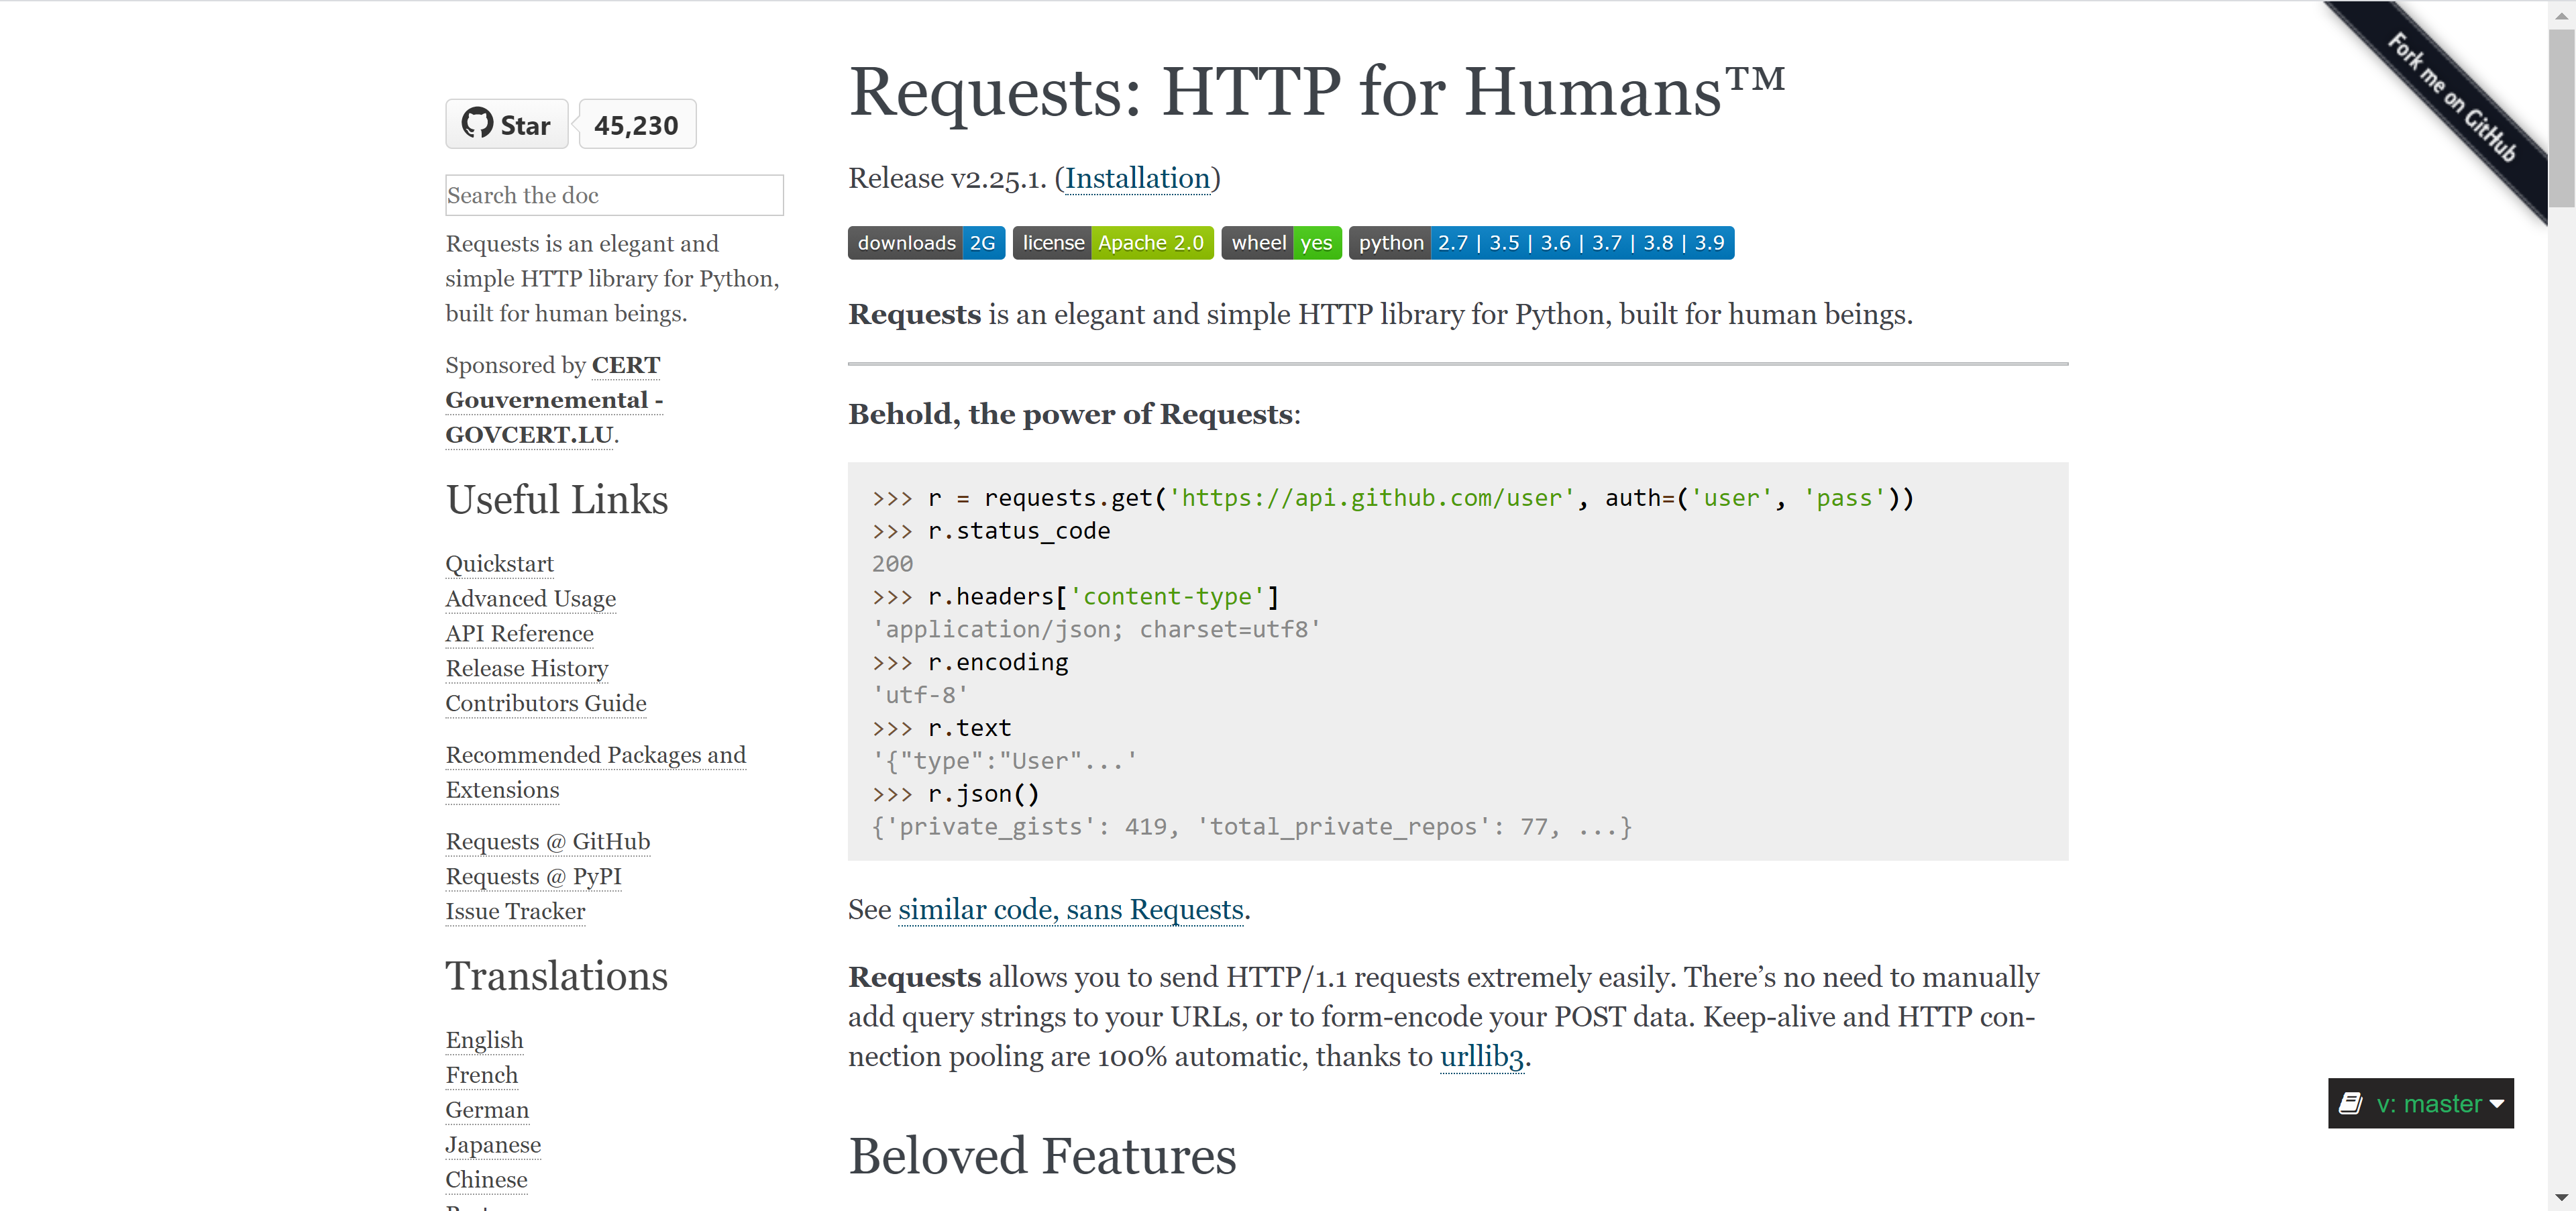 Fork me on GitHub
Star
45,230
Search the doc
Requests is an elegant and
simple HTTP library for Python,
built for human beings.
Sponsored by CERT
Gouvernemental -
GOVCERT.LU.
Useful Links
Quickstart
Advanced Usage
API Reference
Release History
Contributors Guide
Recommended Packages and
Extensions
Requests @ GitHub
Requests @ PyPI
Issue Tracker
Translations
English
French
German
Japanese
Chinese
Requests: HTTP for Humans™
Release v2.25.1. (Installation)
downloads 2G license Apache 2.0 wheel yes python 2.7 | 3.5 | 3.6 | 3.7 | 3.8 | 3.9
Requests is an elegant and simple HTTP library for Python, built for human beings.
Behold, the power of Requests:
>>> r = requests.get('https://api.github.com/user', auth=('user', 'pass'))
>>> r.status_code
200
>>> r.headers['content-type']
'application/json; charset=utf8'
>>> r.encoding
'utf-8'
>>> r.text
'{"type":"User"...'
>>> r.json()
{'private_gists': 419, 'total_private_repos': 77, ...}
See similar code, sans Requests.
Requests allows you to send HTTP/1.1 requests extremely easily. There’s no need to manually
add query strings to your URLs, or to form-encode your POST data. Keep-alive and HTTP con-
nection pooling are 100% automatic, thanks to urllib3.
Beloved Features
v: master